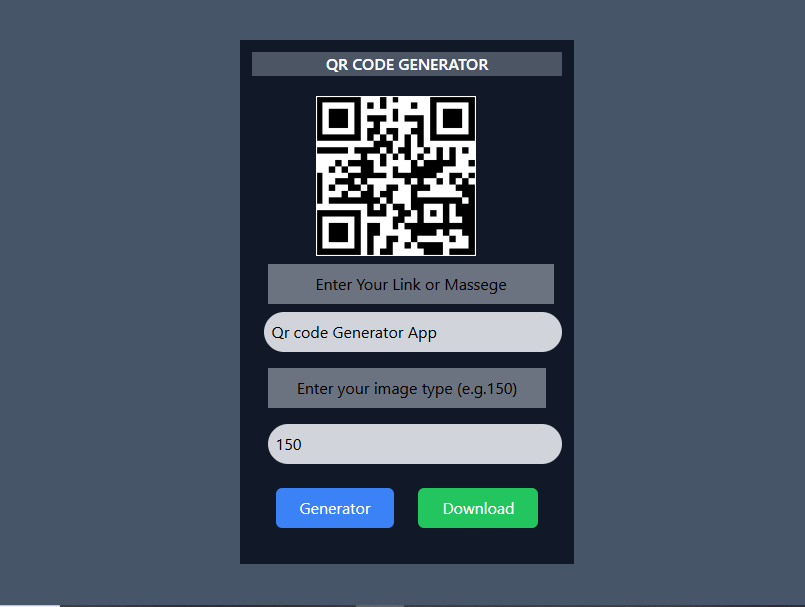 QR CODE GENERATOR
Enter Your Link or Massege
Qr code Generator App
Enter your image type (e.g.150)
150
Generator
Download